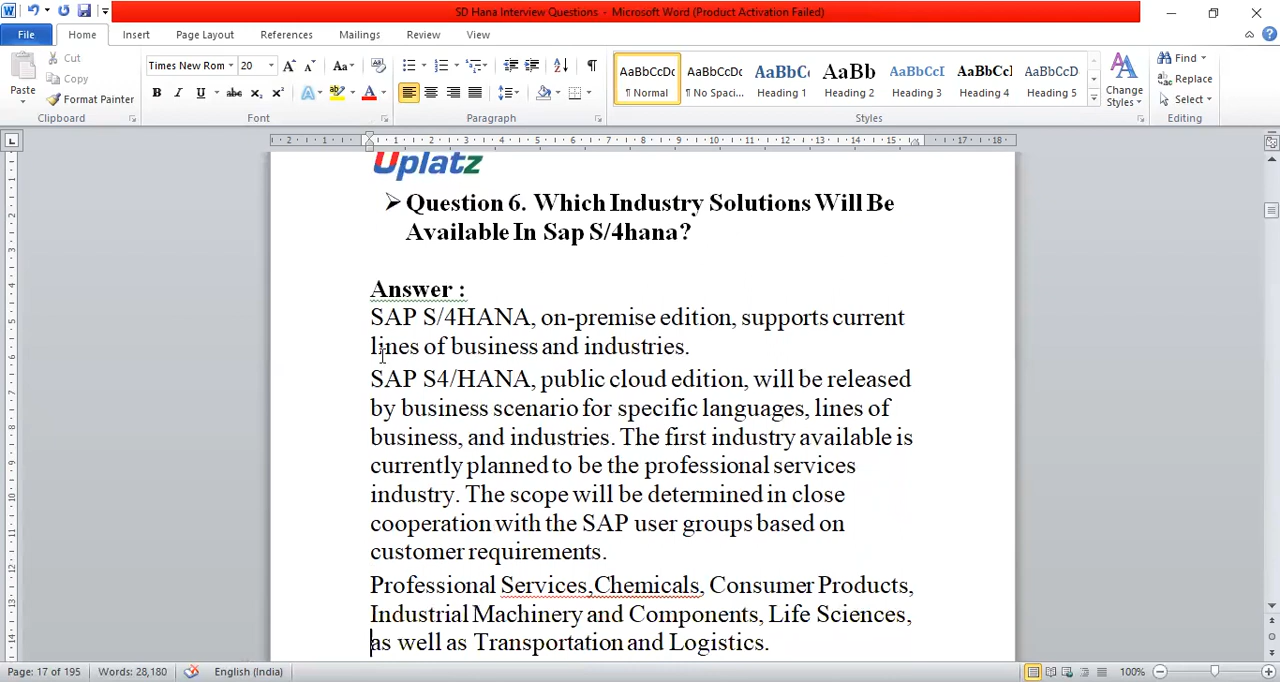 SD Hana Interview Questions - Microsoft Word (Product Activation Failed)
File Home Insert Page Layout References Mailings Review View
Cut
Copy
Format Painter
Paste
Clipboard
Times New Rom 20
Font
Paragraph
AaBbCcDc AaBbCcDc AaBbC AaBb AaBbCcI AaBbCcI AaBbCcD
¶ Normal ¶ No Spaci... Heading 1 Heading 2 Heading 3 Heading 4 Heading 5
Styles
Change Styles
Find
Replace
Select
Editing
Uplatz
Question 6. Which Industry Solutions Will Be
Available In Sap S/4hana?
Answer :
SAP S/4HANA, on-premise edition, supports current
lines of business and industries.
SAP S4/HANA, public cloud edition, will be released
by business scenario for specific languages, lines of
business, and industries. The first industry available is
currently planned to be the professional services
industry. The scope will be determined in close
cooperation with the SAP user groups based on
customer requirements.
Professional Services,Chemicals, Consumer Products,
Industrial Machinery and Components, Life Sciences,
as well as Transportation and Logistics.
Page: 17 of 195 Words: 28,180 English (India) 100%